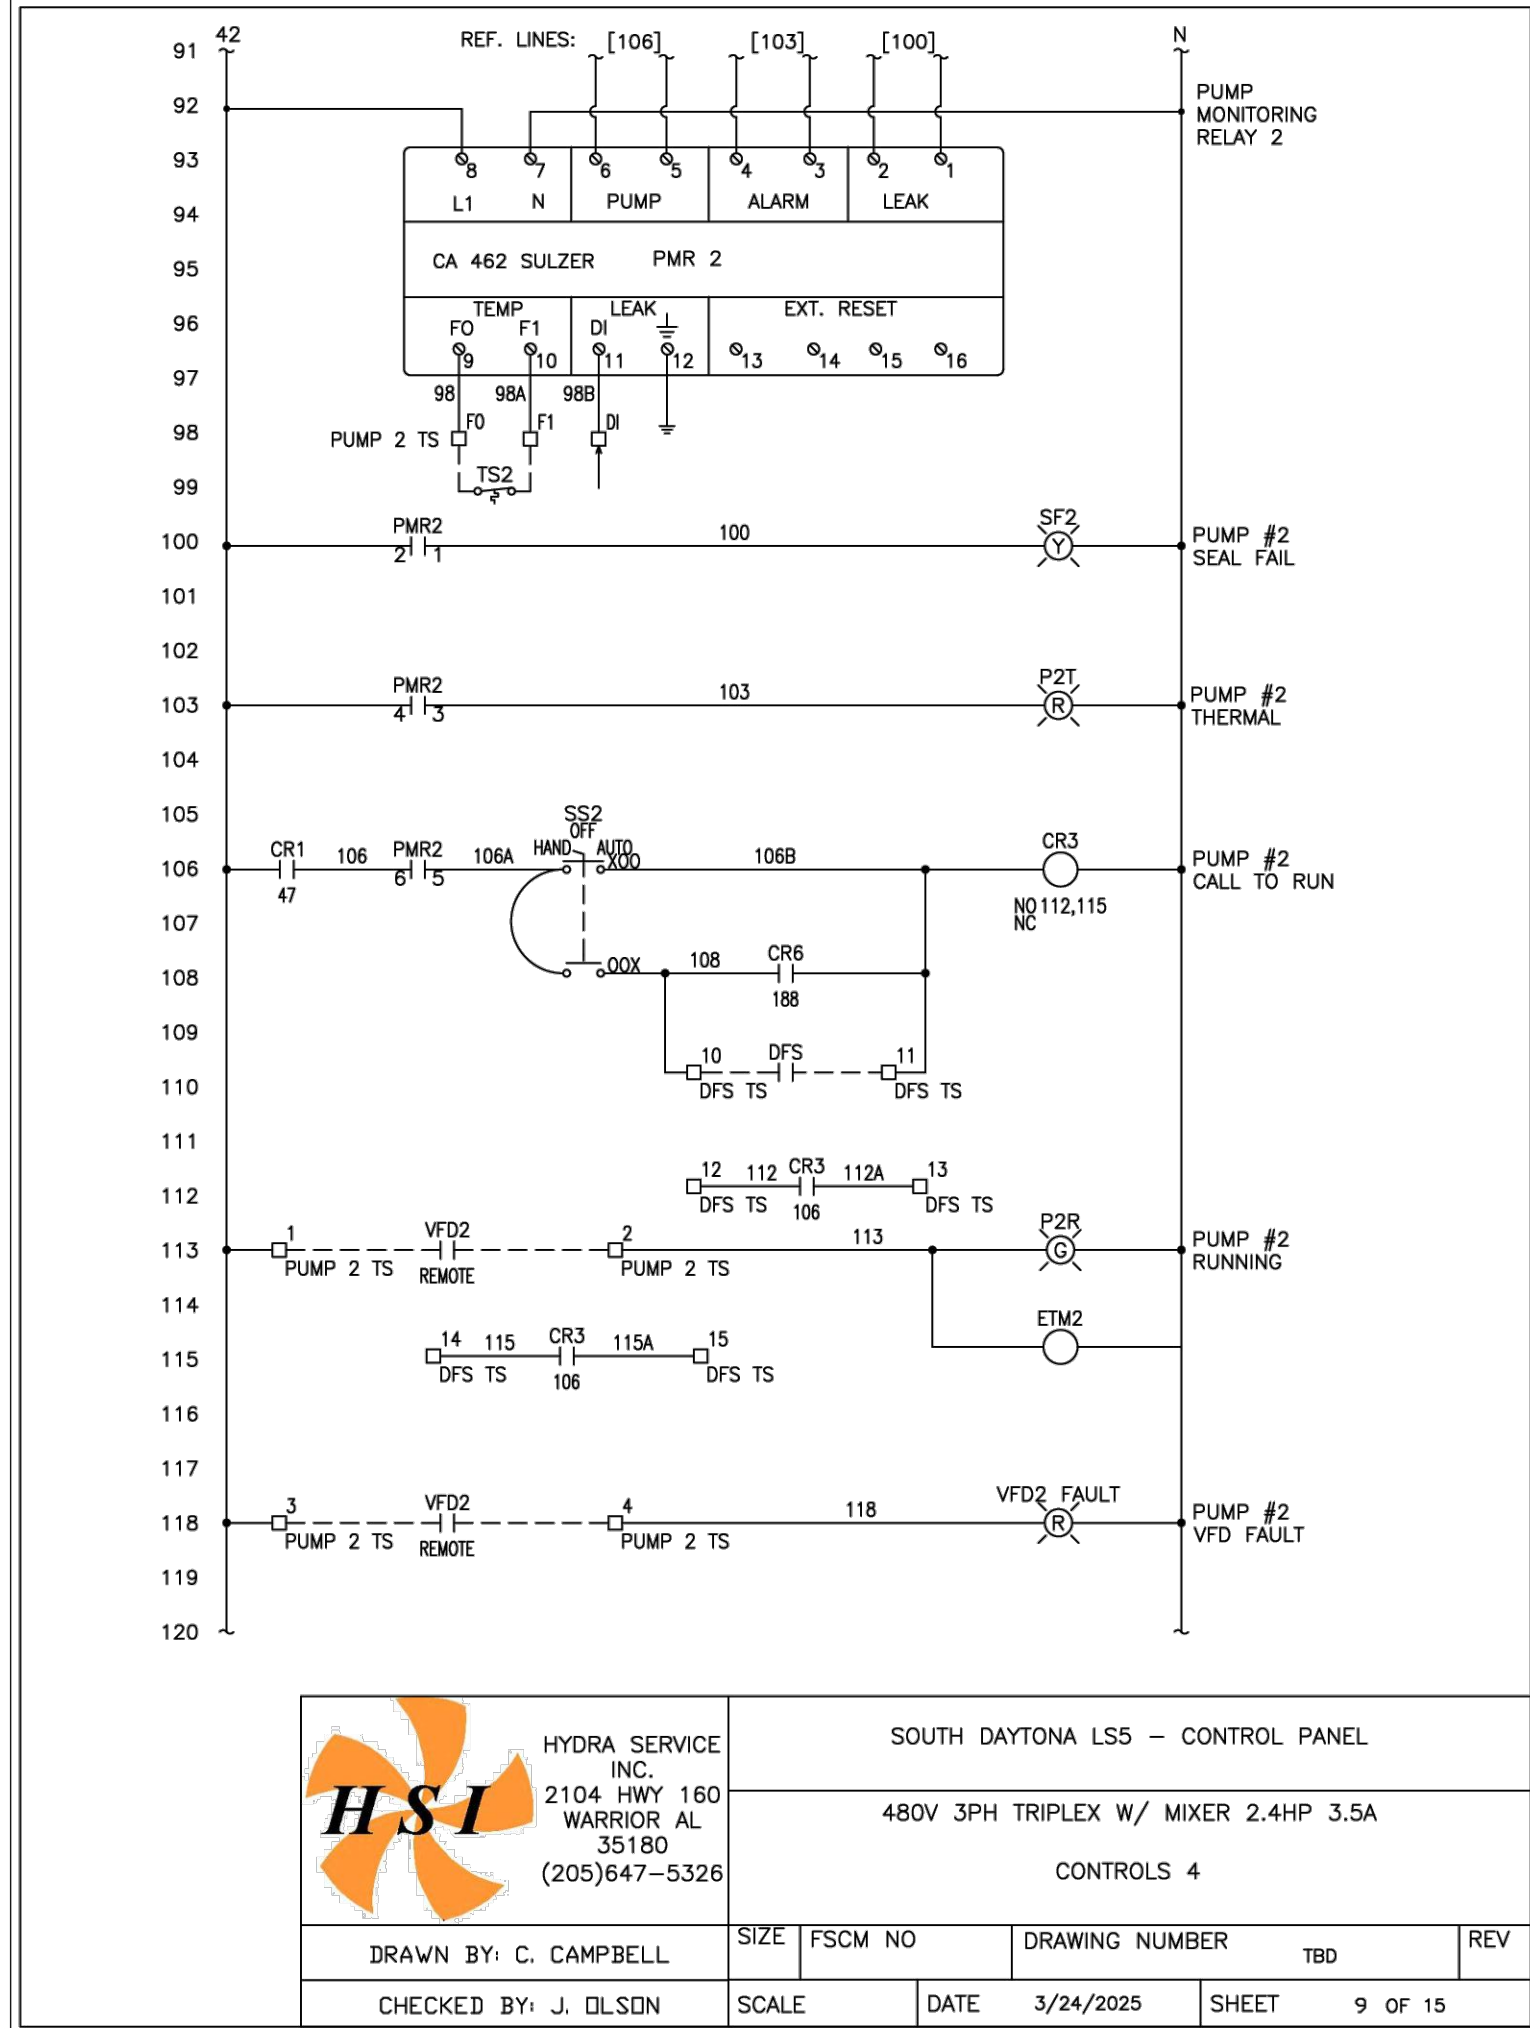 42
REF. LINES: [106] [103] [100]
N
91
92
PUMP
MONITORING
RELAY 2
93
8 7 6 5 4 3 2 1
94
L1 N PUMP ALARM LEAK
95
CA 462 SULZER PMR 2
96
TEMP LEAK EXT. RESET
F0 F1 DI
9 10 11 12 13 14 15 16
97
98 98A 98B
98
PUMP 2 TS F0 F1 DI
99
TS2
100
PMR2
2 1
100
SF2
Y
PUMP #2
SEAL FAIL
101
102
103
PMR2
4 3
103
P2T
R
PUMP #2
THERMAL
104
105
SS2
OFF
HAND AUTO
XOO
106
CR1
47
106
PMR2
6 5
106A
106B
CR3
NO 112,115
NC
PUMP #2
CALL TO RUN
107
108
OOX
108
CR6
188
109
10 DFS 11
DFS TS DFS TS
110
111
12 112 CR3 112A 13
DFS TS 106 DFS TS
112
113
1 VFD2 2
PUMP 2 TS REMOTE PUMP 2 TS
113
P2R
G
PUMP #2
RUNNING
114
ETM2
115
14 115 CR3 115A 15
DFS TS 106 DFS TS
116
117
118
3 VFD2 4
PUMP 2 TS REMOTE PUMP 2 TS
118
VFD2 FAULT
R
PUMP #2
VFD FAULT
119
120
HSI
HYDRA SERVICE
INC.
2104 HWY 160
WARRIOR AL
35180
(205)647-5326
SOUTH DAYTONA LS5 - CONTROL PANEL
480V 3PH TRIPLEX W/ MIXER 2.4HP 3.5A
CONTROLS 4
DRAWN BY: C. CAMPBELL
SIZE FSCM NO DRAWING NUMBER TBD REV
CHECKED BY: J. OLSON
SCALE DATE 3/24/2025 SHEET 9 OF 15